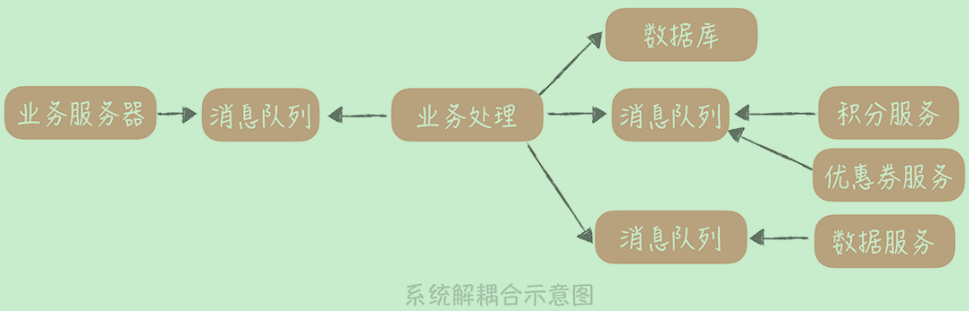 数据库
业务服务器
消息队列
业务处理
消息队列
积分服务
优惠券服务
消息队列
数据服务
系统解耦合示意图